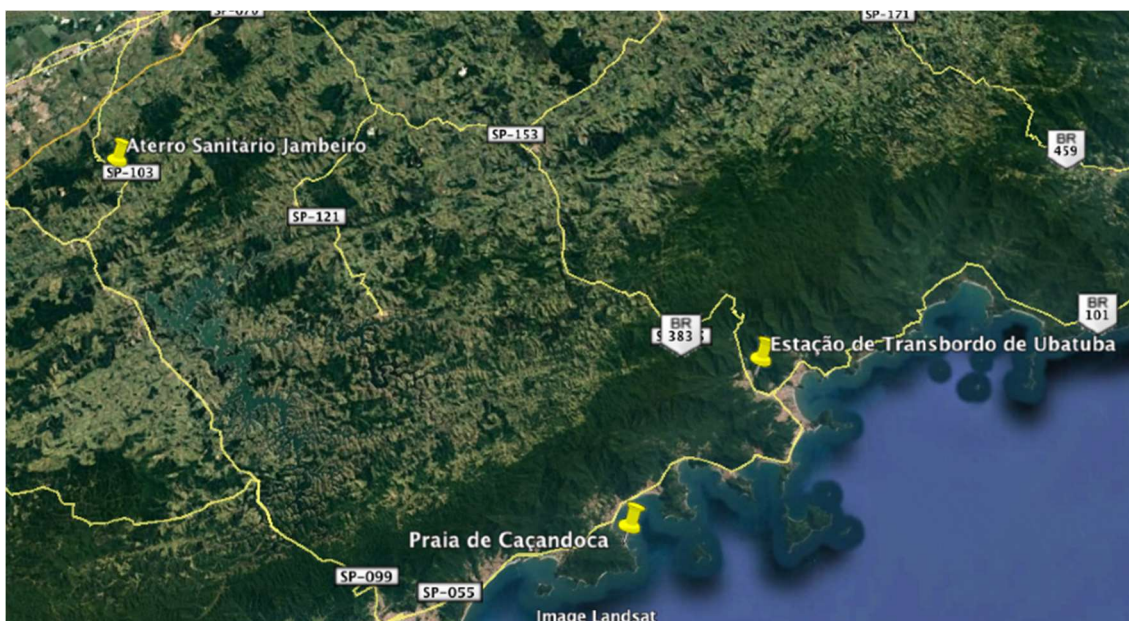 SP-070
SP-171
Aterro Sanitário Jambeiro
SP-103
SP-153
BR
459
SP-121
BR
101
BR
383
Estação de Transbordo de Ubatuba
Praia de Caçandoca
SP-099
SP-055
Image Landsat